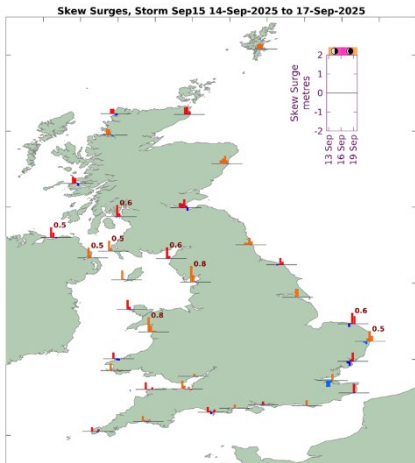 Skew Surges, Storm Sep15 14-Sep-2025 to 17-Sep-2025
Skew Surge
metres
2
1
0
-1
-2
13 Sep
16 Sep
19 Sep
0.6
0.5
0.5
0.5
0.6
0.8
0.8
0.6
0.5